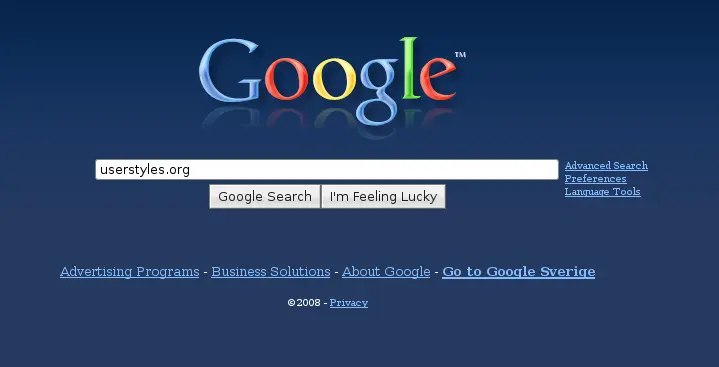 Google™
userstyles.org
Advanced Search
Preferences
Language Tools
Google Search I'm Feeling Lucky
Advertising Programs - Business Solutions - About Google - Go to Google Sverige
©2008 - Privacy